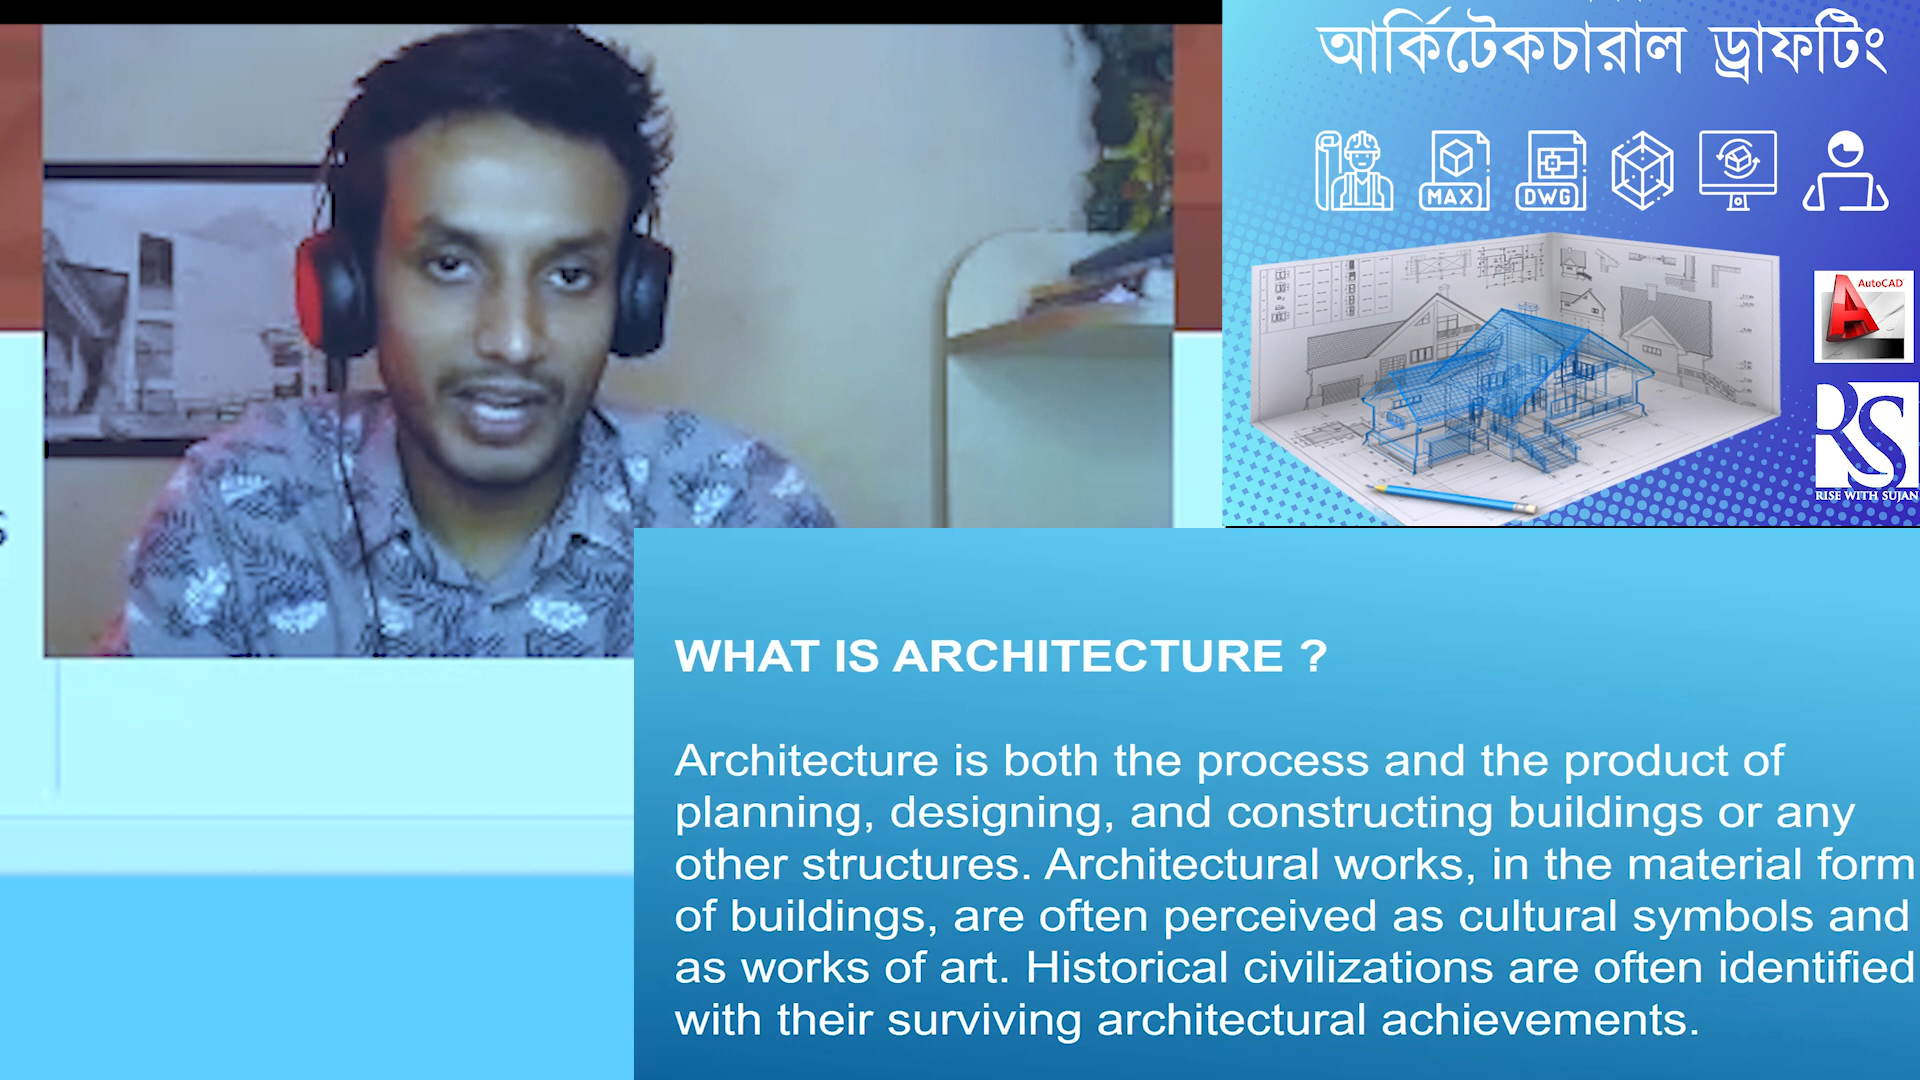 আর্কিটেকচারাল ড্রাফটিং
MAX
DWG
AutoCAD
RS
RISE WITH SUJAN
WHAT IS ARCHITECTURE ?
Architecture is both the process and the product of
planning, designing, and constructing buildings or any
other structures. Architectural works, in the material form
of buildings, are often perceived as cultural symbols and
as works of art. Historical civilizations are often identified
with their surviving architectural achievements.